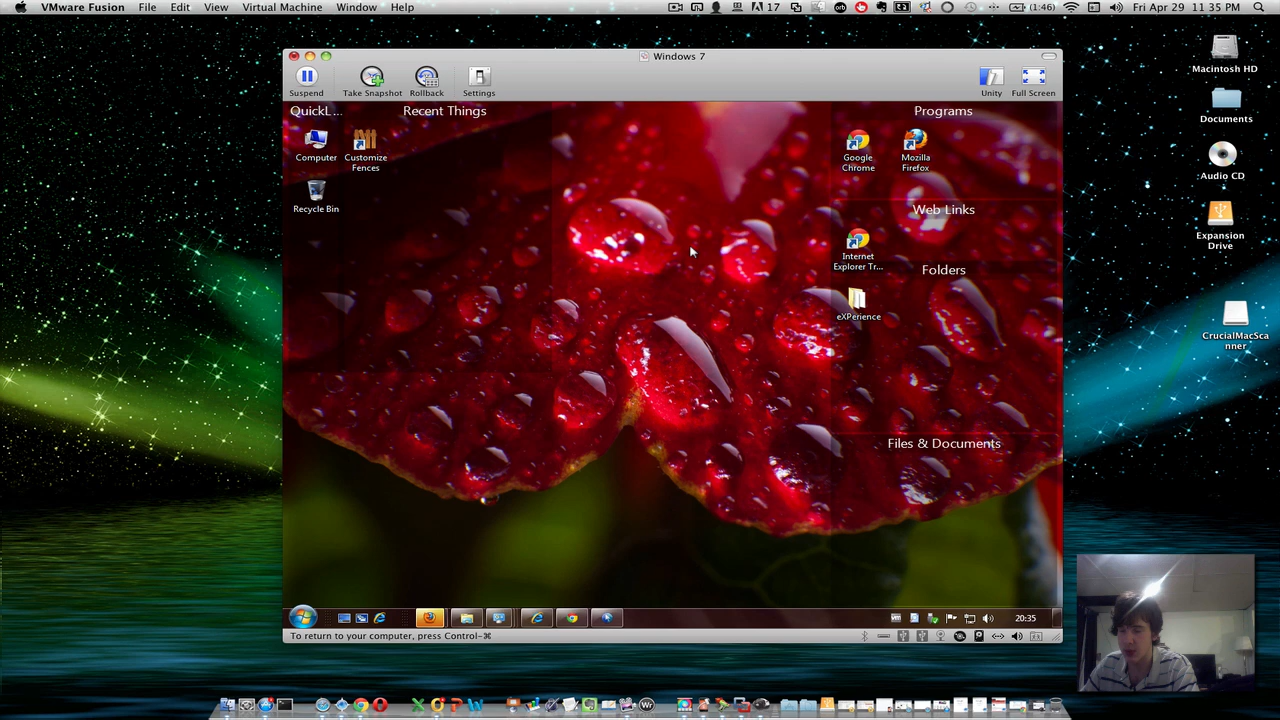 VMware Fusion File Edit View Virtual Machine Window Help
17
(1:46)
Fri Apr 29 11:35 PM
Windows 7
Suspend
Take Snapshot
Rollback
Settings
Unity
Full Screen
QuickL...
Recent Things
Programs
Computer
Customize
Fences
Recycle Bin
Google
Chrome
Mozilla
Firefox
Web Links
Internet
Explorer Tr...
Folders
eXPerience
Files & Documents
20:35
To return to your computer, press Control-⌘
Macintosh HD
Documents
Audio CD
Expansion
Drive
CrucialMacSca
nner